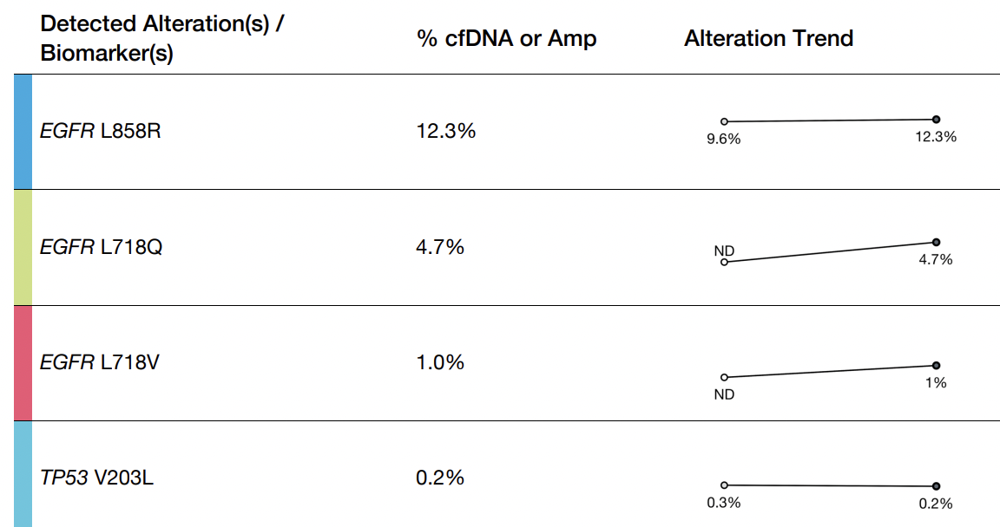 Detected Alteration(s) /
Biomarker(s)
% cfDNA or Amp
Alteration Trend
EGFR L858R
12.3%
9.6%
12.3%
EGFR L718Q
4.7%
ND
4.7%
EGFR L718V
1.0%
ND
1%
TP53 V203L
0.2%
0.3%
0.2%